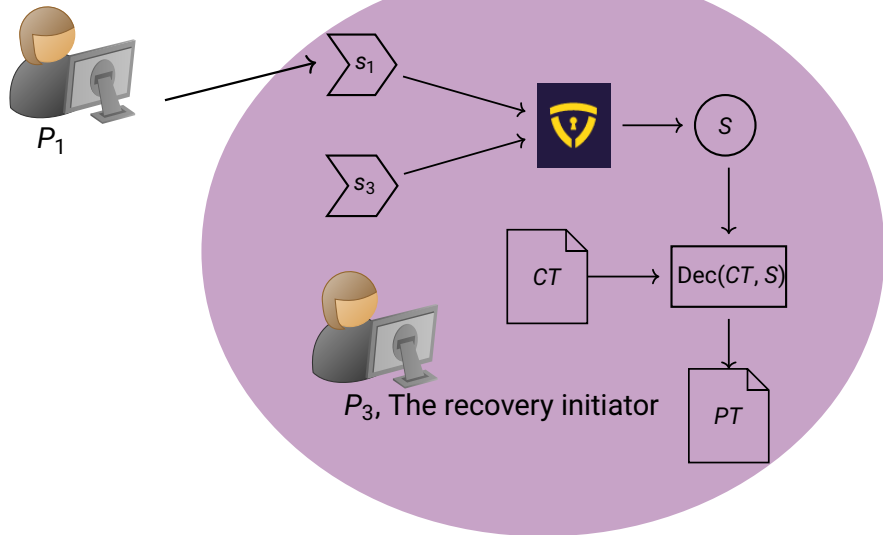 s₁
P₁
S
s₃
CT
Dec(CT, S)
P₃, The recovery initiator
PT